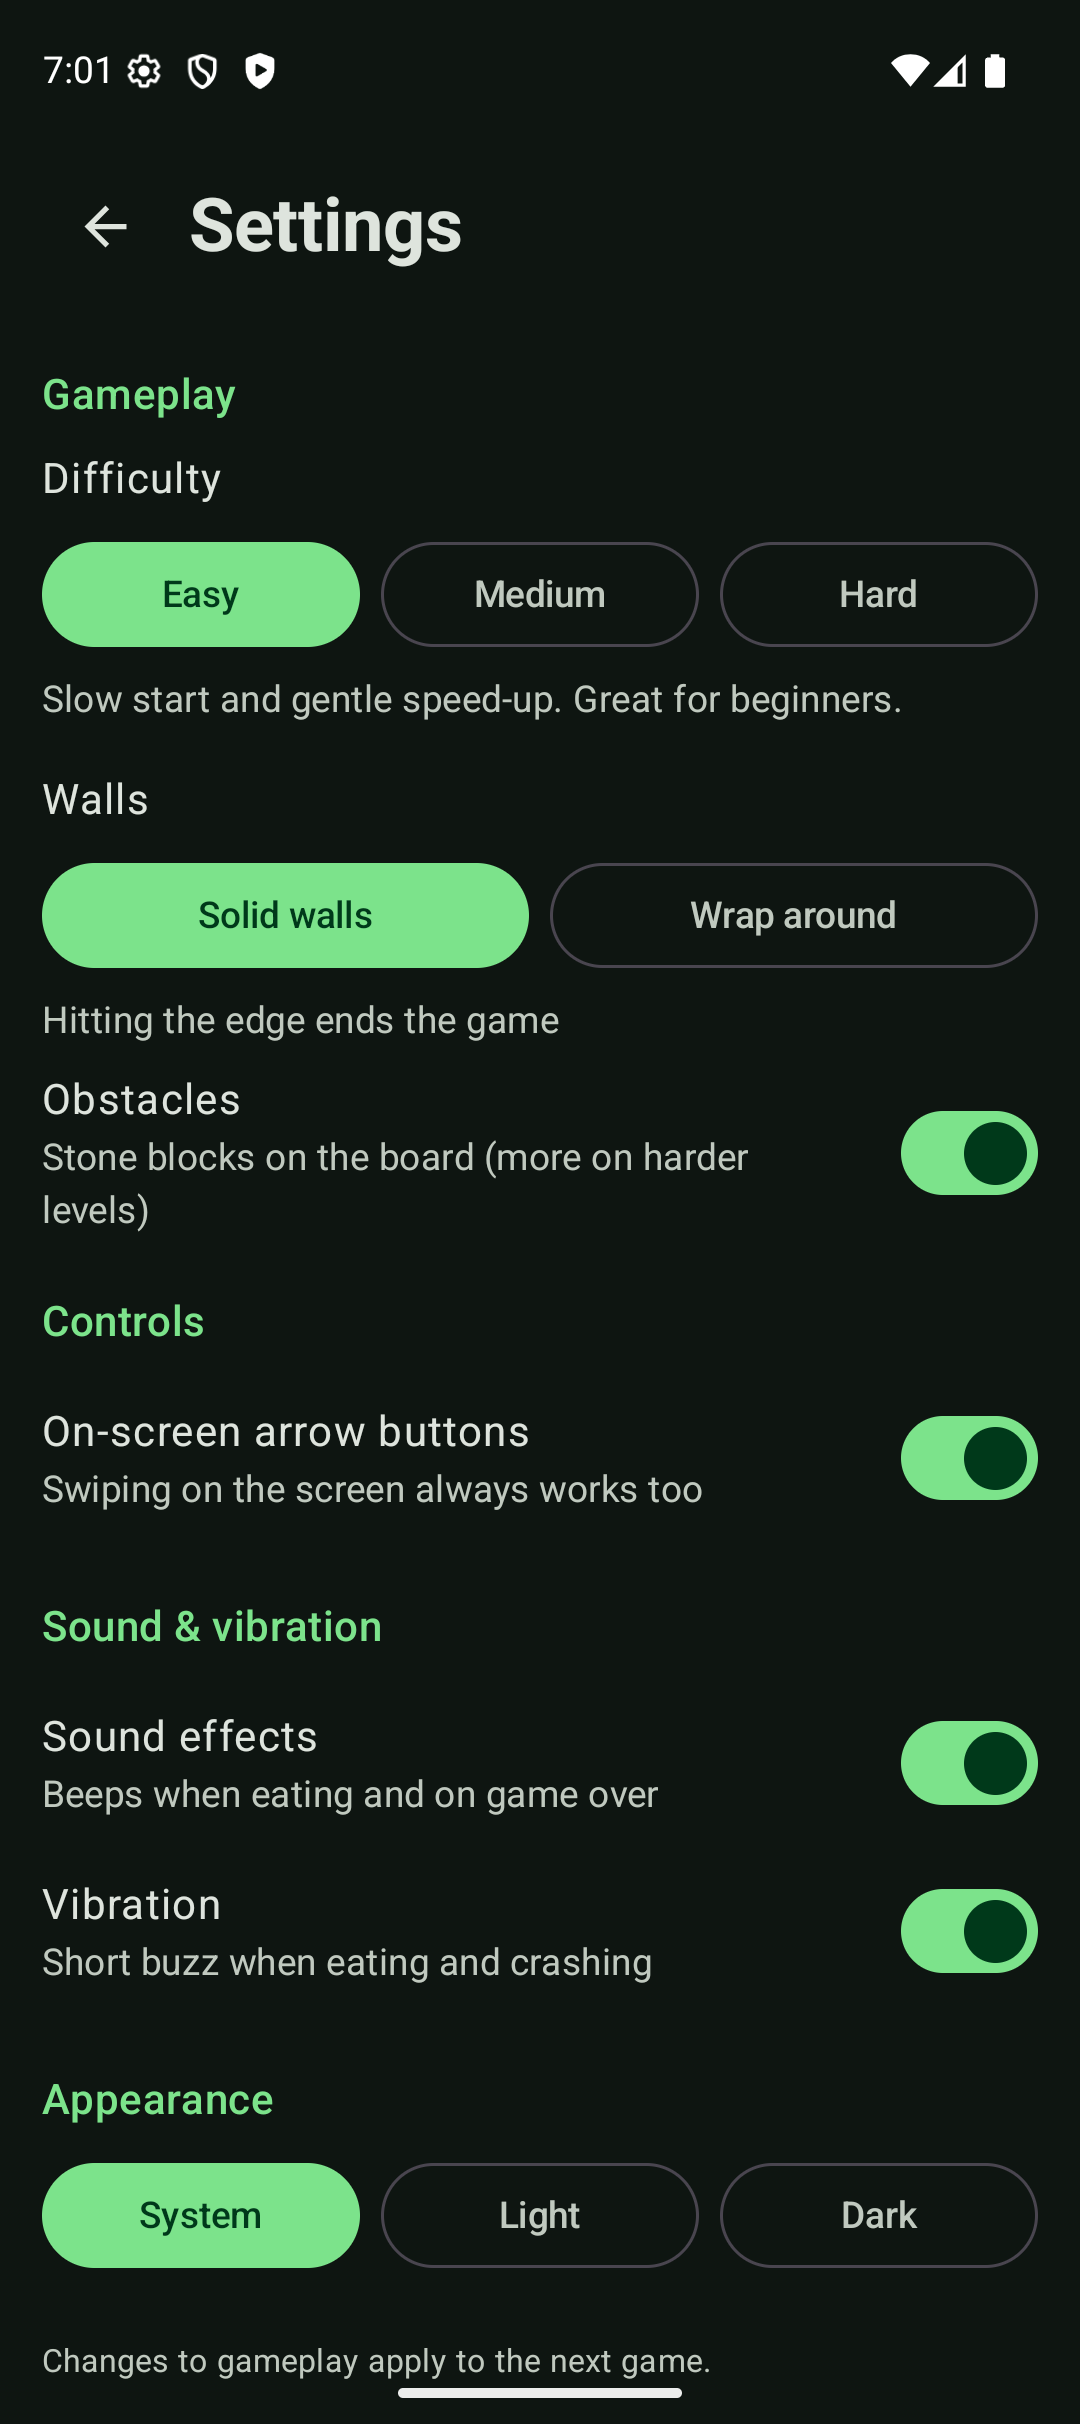 7:01
Settings
Gameplay
Difficulty
Easy
Medium
Hard
Slow start and gentle speed-up. Great for beginners.
Walls
Solid walls
Wrap around
Hitting the edge ends the game
Obstacles
Stone blocks on the board (more on harder
levels)
Controls
On-screen arrow buttons
Swiping on the screen always works too
Sound & vibration
Sound effects
Beeps when eating and on game over
Vibration
Short buzz when eating and crashing
Appearance
System
Light
Dark
Changes to gameplay apply to the next game.